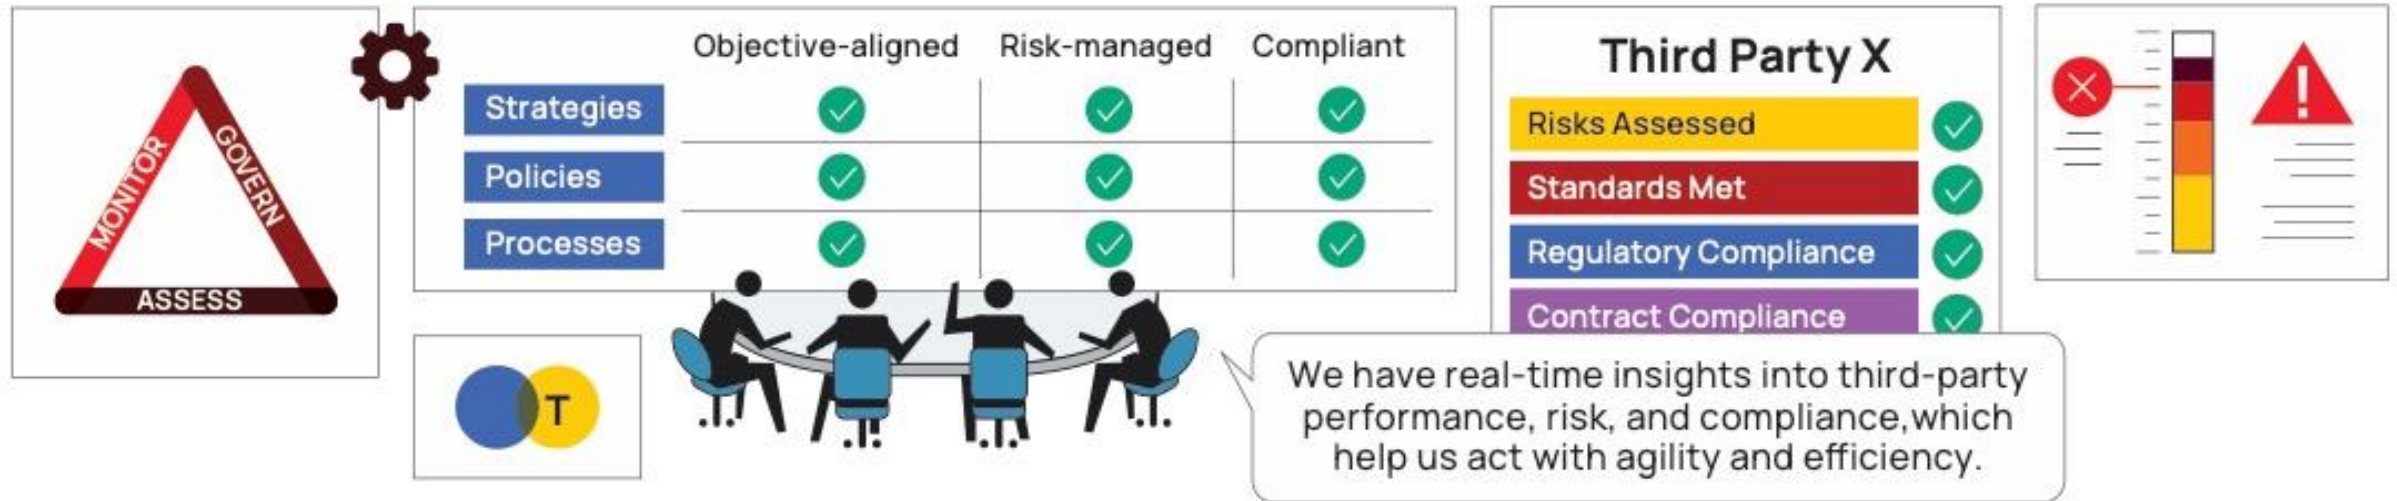 MONITOR
GOVERN
ASSESS
Objective-aligned Risk-managed Compliant
Strategies
Policies
Processes
T
Third Party X
Risks Assessed
Standards Met
Regulatory Compliance
Contract Compliance
We have real-time insights into third-party
performance, risk, and compliance,which
help us act with agility and efficiency.